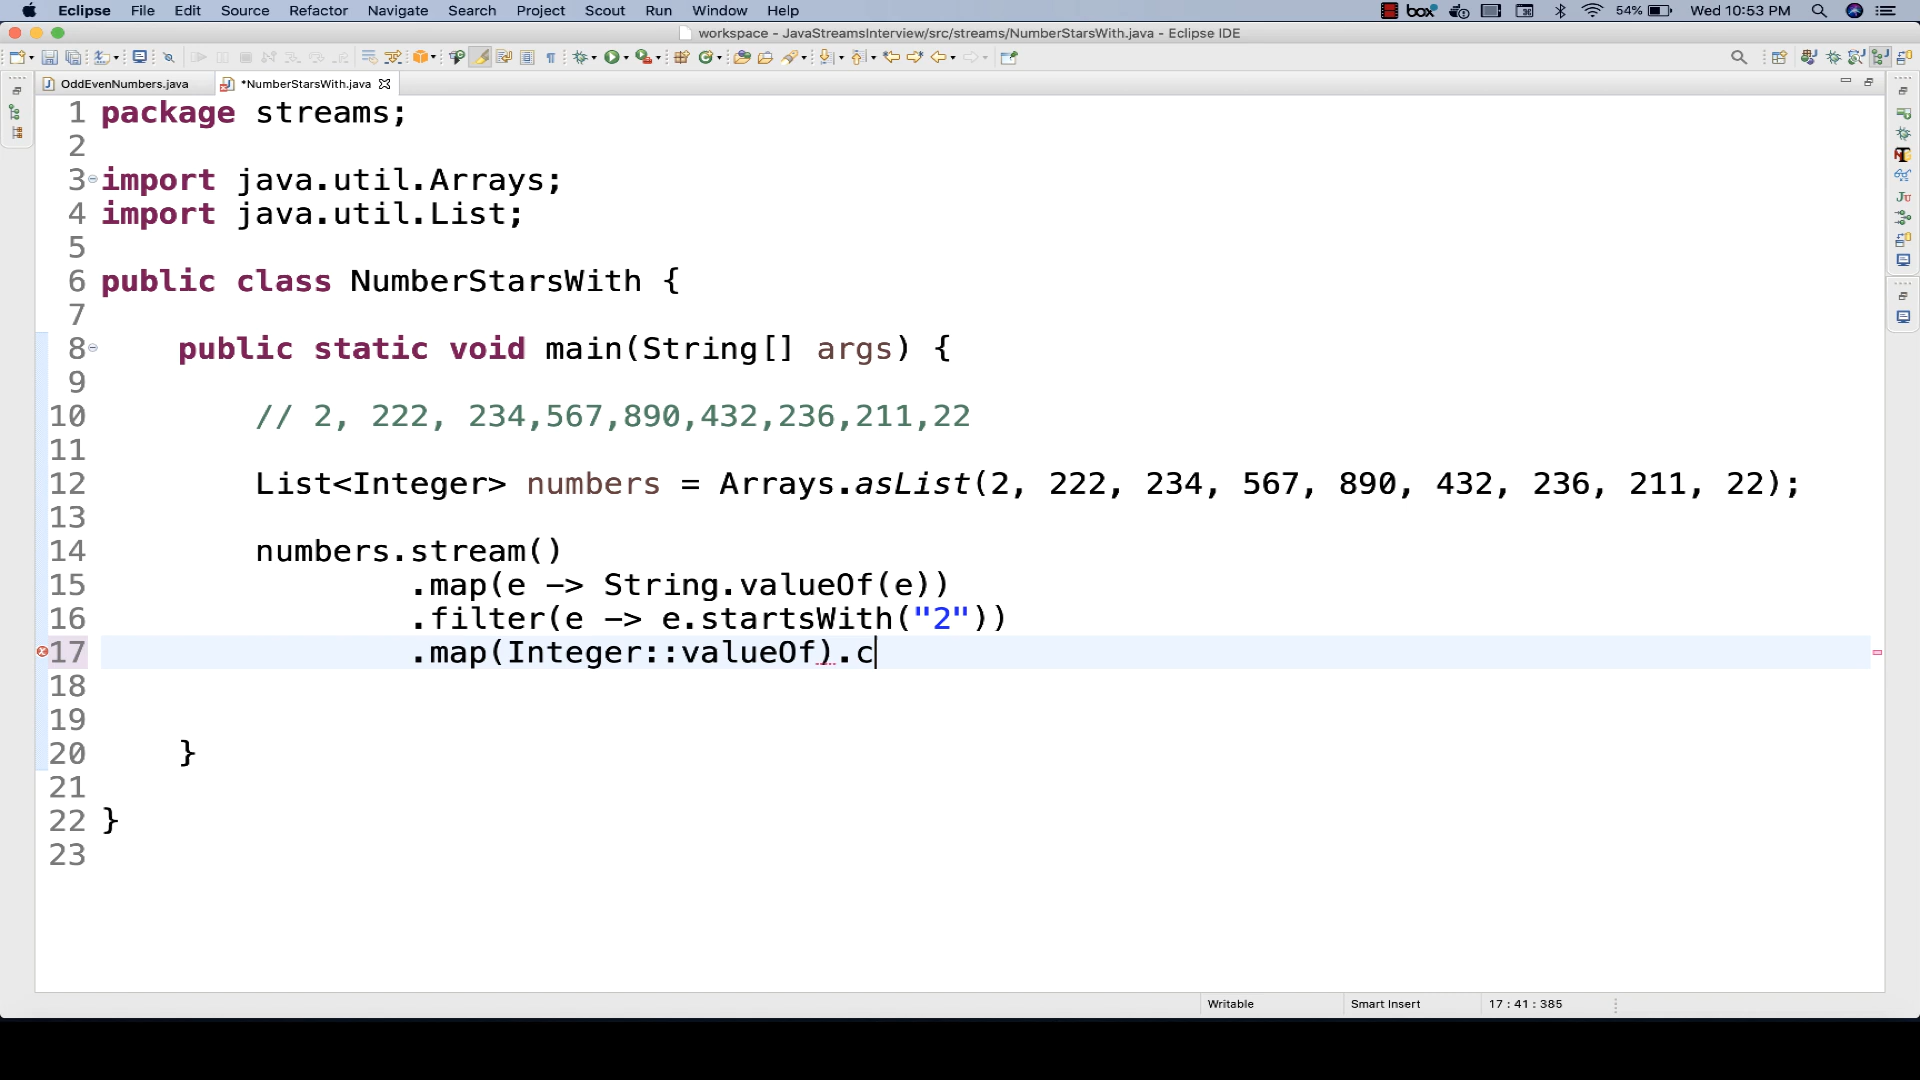 Eclipse File Edit Source Refactor Navigate Search Project Scout Run Window Help box 54% Wed 10:53 PM
workspace - JavaStreamsInterview/src/streams/NumberStarsWith.java - Eclipse IDE
OddEvenNumbers.java *NumberStarsWith.java
1 package streams;
2
3 import java.util.Arrays;
4 import java.util.List;
5
6 public class NumberStarsWith {
7
8 public static void main(String[] args) {
9
10 // 2, 222, 234,567,890,432,236,211,22
11
12 List<Integer> numbers = Arrays.asList(2, 222, 234, 567, 890, 432, 236, 211, 22);
13
14 numbers.stream()
15 .map(e -> String.valueOf(e))
16 .filter(e -> e.startsWith("2"))
17 .map(Integer::valueOf).c
18
19
20 }
21
22 }
23
Writable Smart Insert 17 : 41 : 385